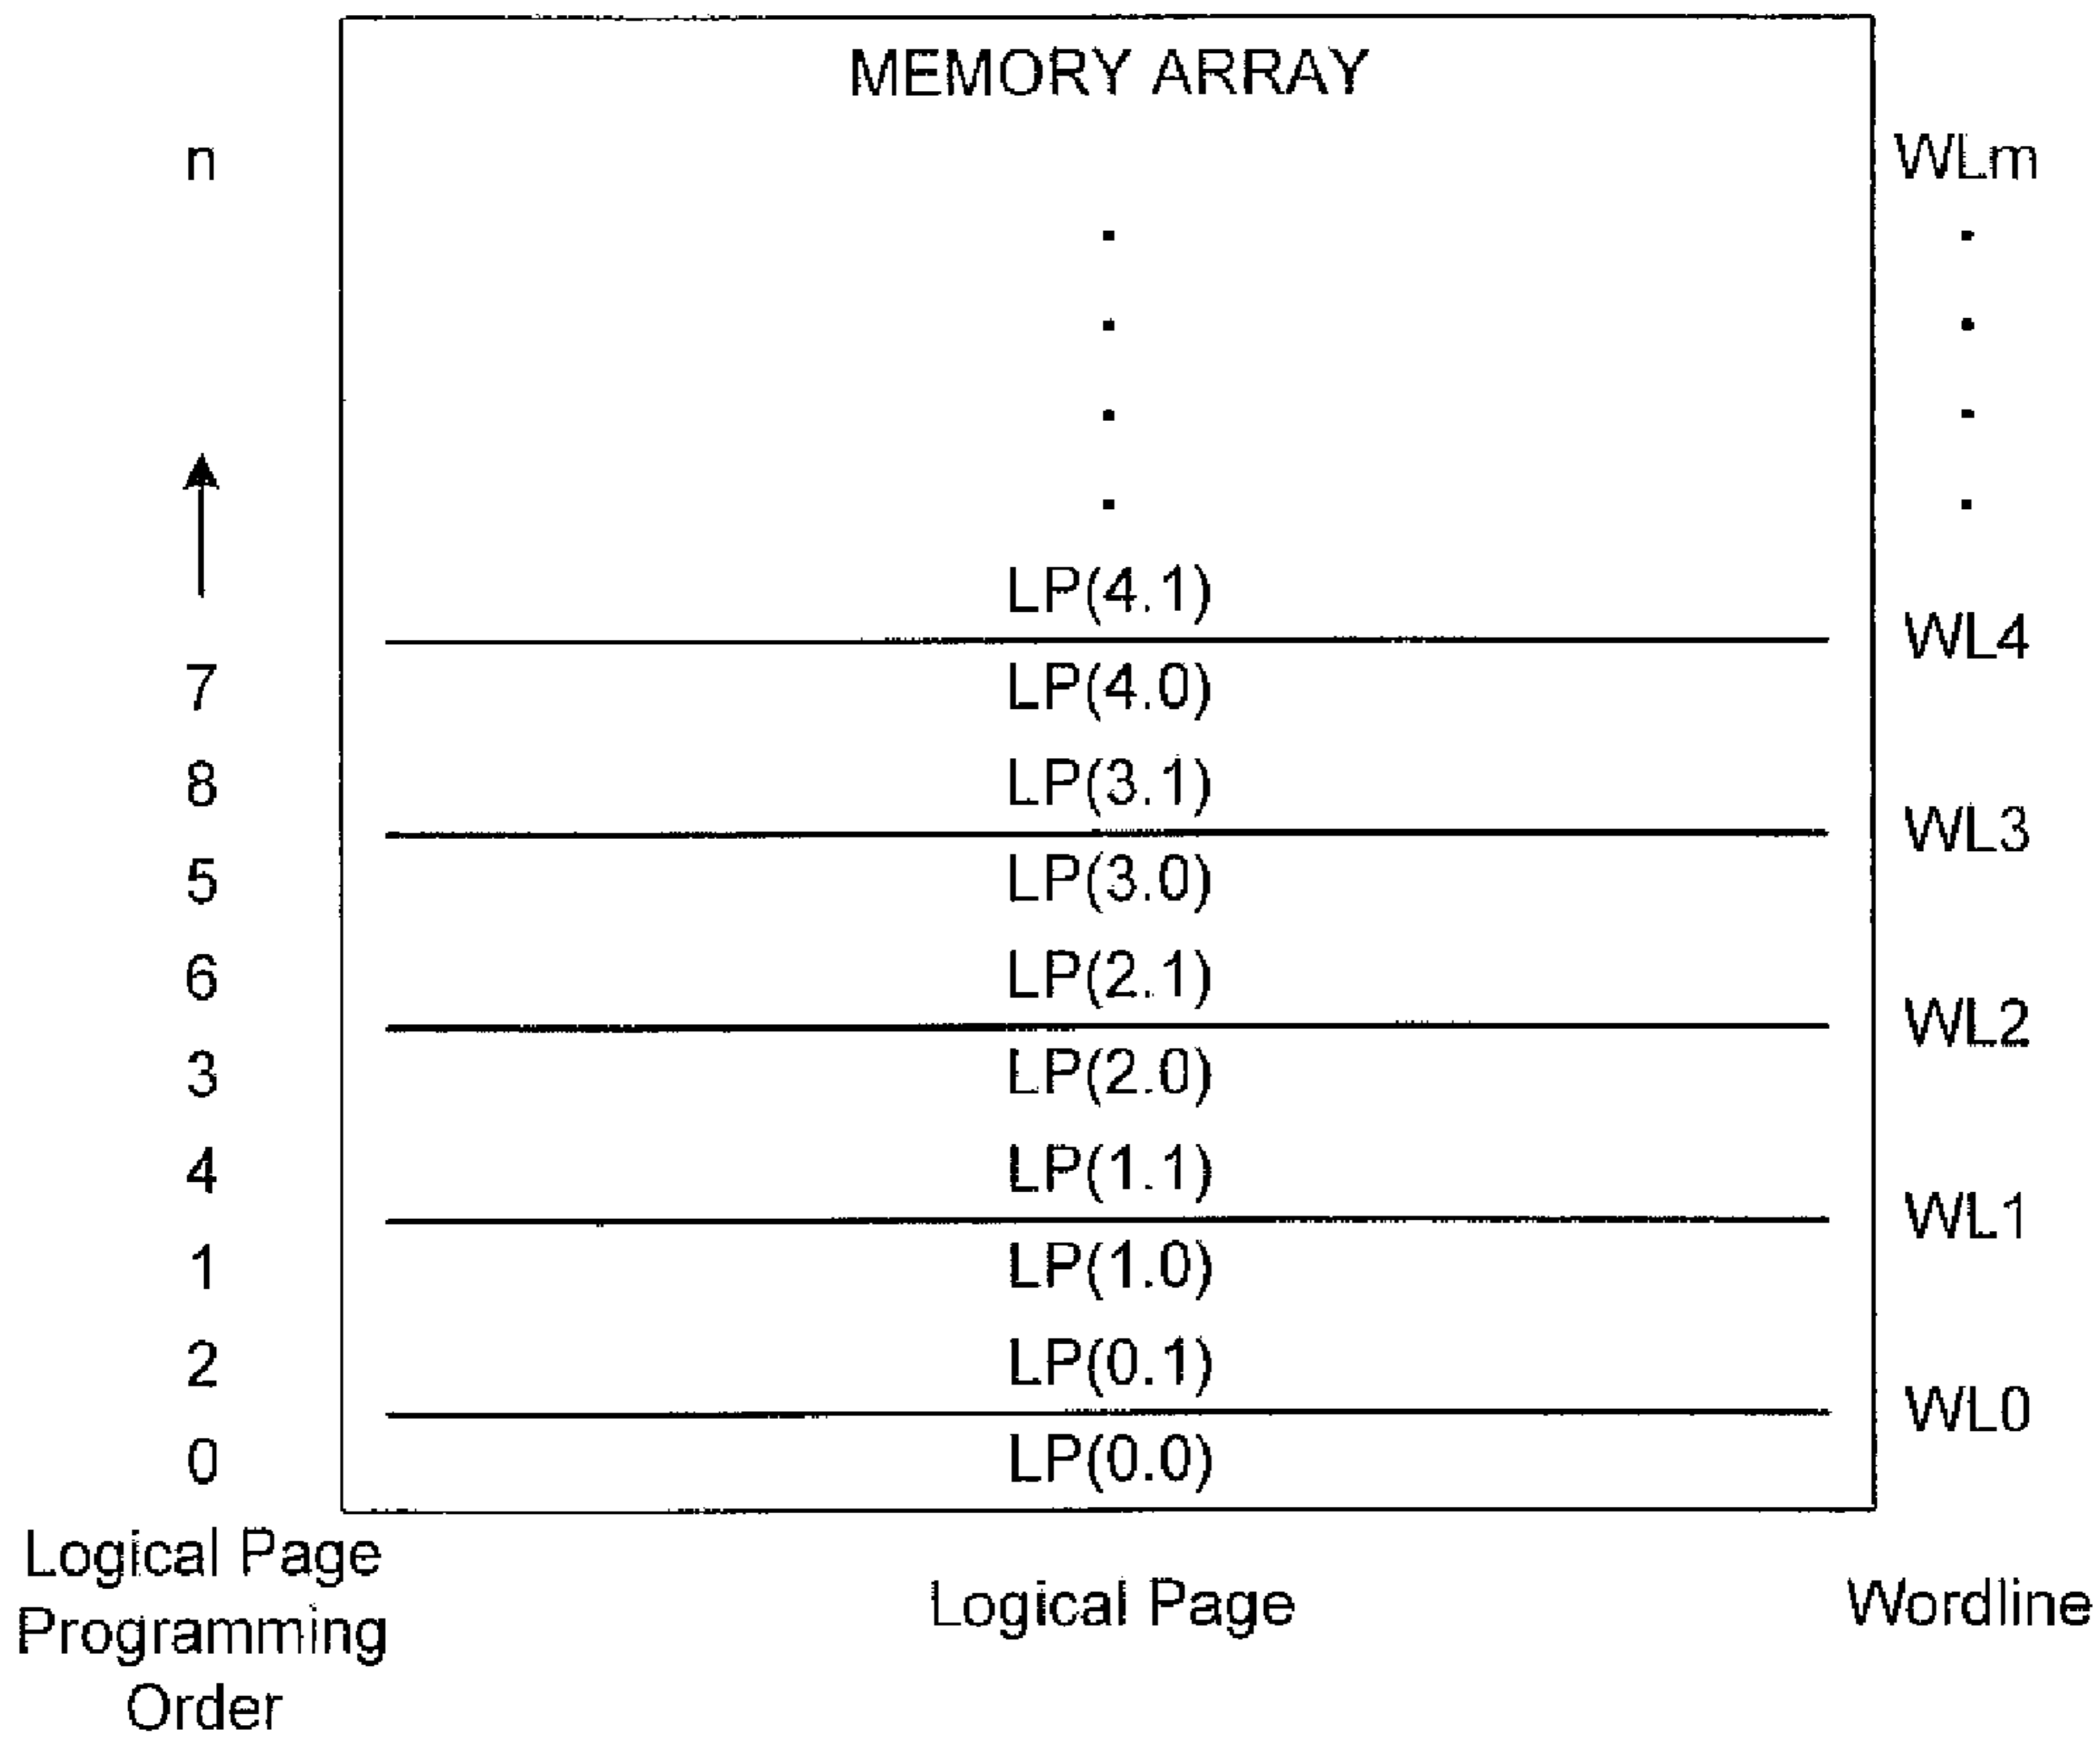 MEMORY ARRAY
n WLm
LP(4.1)
WL4
7 LP(4.0)
8 LP(3.1)
WL3
5 LP(3.0)
6 LP(2.1)
WL2
3 LP(2.0)
4 LP(1.1)
WL1
1 LP(1.0)
2 LP(0.1)
WL0
0 LP(0.0)
Logical Page
Programming
Order
Logical Page
Wordline